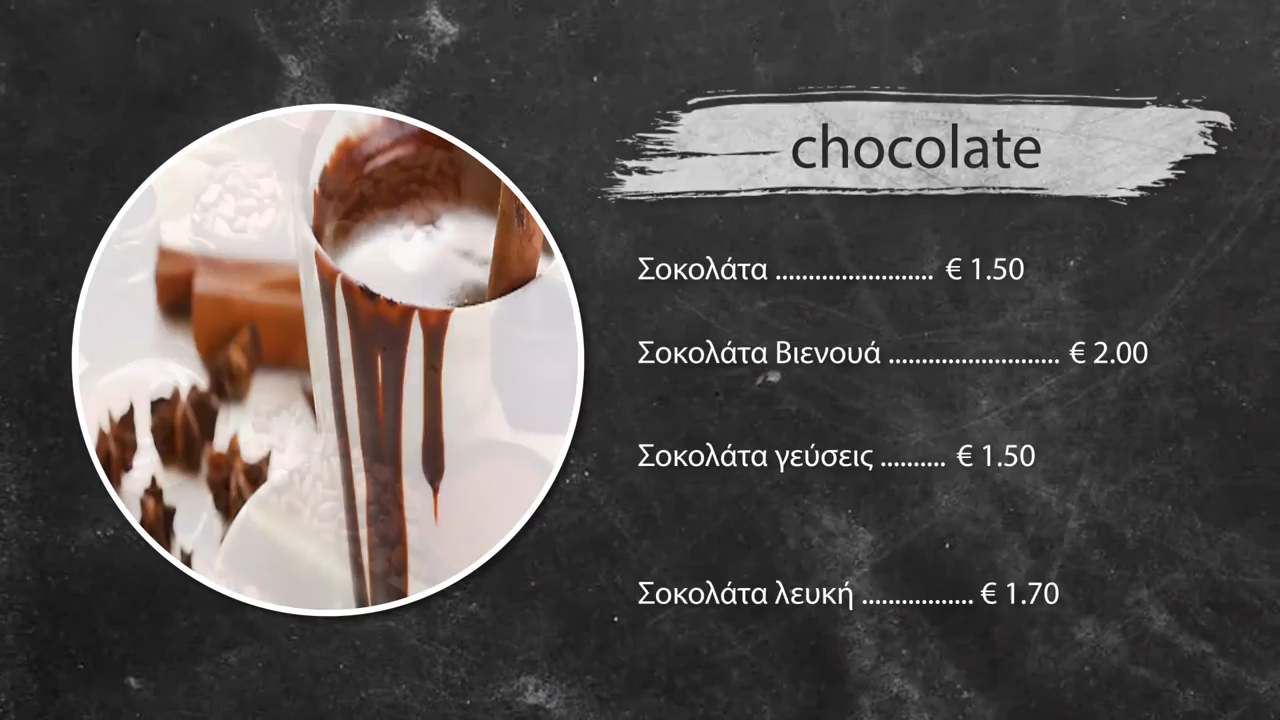 chocolate
Σοκολάτα ........................ € 1.50
Σοκολάτα Βιενουά .......................... € 2.00
Σοκολάτα γεύσεις .......... € 1.50
Σοκολάτα λευκή ................. € 1.70